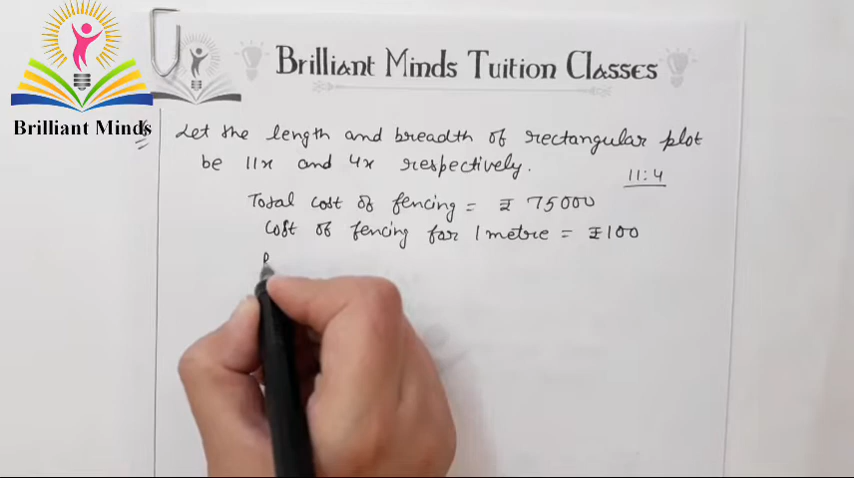 Brilliant Minds Tuition Classes
Brilliant Minds
Let the length and breadth of rectangular plot
be 11x and 4x respectively.
11:4
Total cost of fencing = ₹ 75000
Cost of fencing for 1 metre = ₹100